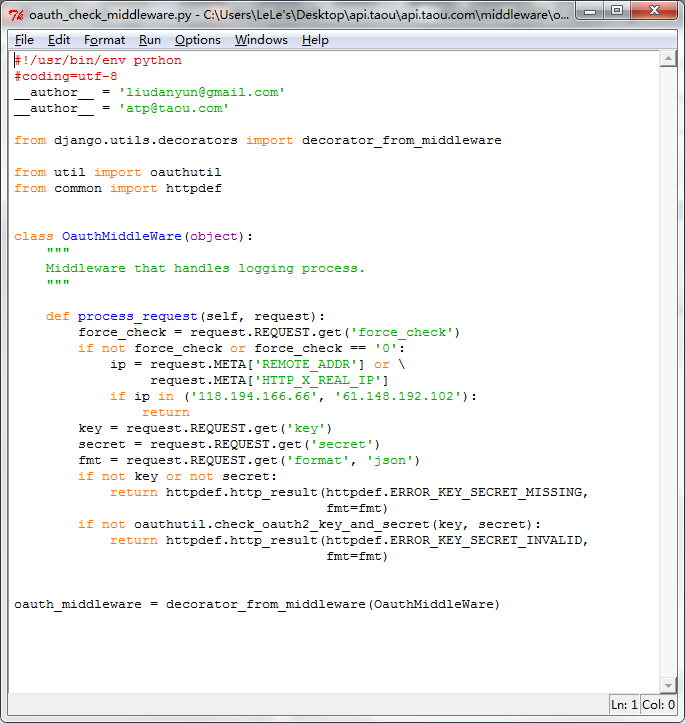 oauth_check_middleware.py - C:\Users\LeLe's\Desktop\api.taou\api.taou.com\middleware\o...
File Edit Format Run Options Windows Help
#!/usr/bin/env python
#coding=utf-8
__author__ = 'liudanyun@gmail.com'
__author__ = 'atp@taou.com'
from django.utils.decorators import decorator_from_middleware
from util import oauthutil
from common import httpdef
class OauthMiddleWare(object):
    """
    Middleware that handles logging process.
    """
    def process_request(self, request):
        force_check = request.REQUEST.get('force_check')
        if not force_check or force_check == '0':
            ip = request.META['REMOTE_ADDR'] or \
                 request.META['HTTP_X_REAL_IP']
            if ip in ('118.194.166.66', '61.148.192.102'):
                return
        key = request.REQUEST.get('key')
        secret = request.REQUEST.get('secret')
        fmt = request.REQUEST.get('format', 'json')
        if not key or not secret:
            return httpdef.http_result(httpdef.ERROR_KEY_SECRET_MISSING,
                                       fmt=fmt)
        if not oauthutil.check_oauth2_key_and_secret(key, secret):
            return httpdef.http_result(httpdef.ERROR_KEY_SECRET_INVALID,
                                       fmt=fmt)
oauth_middleware = decorator_from_middleware(OauthMiddleWare)
Ln: 1 Col: 0